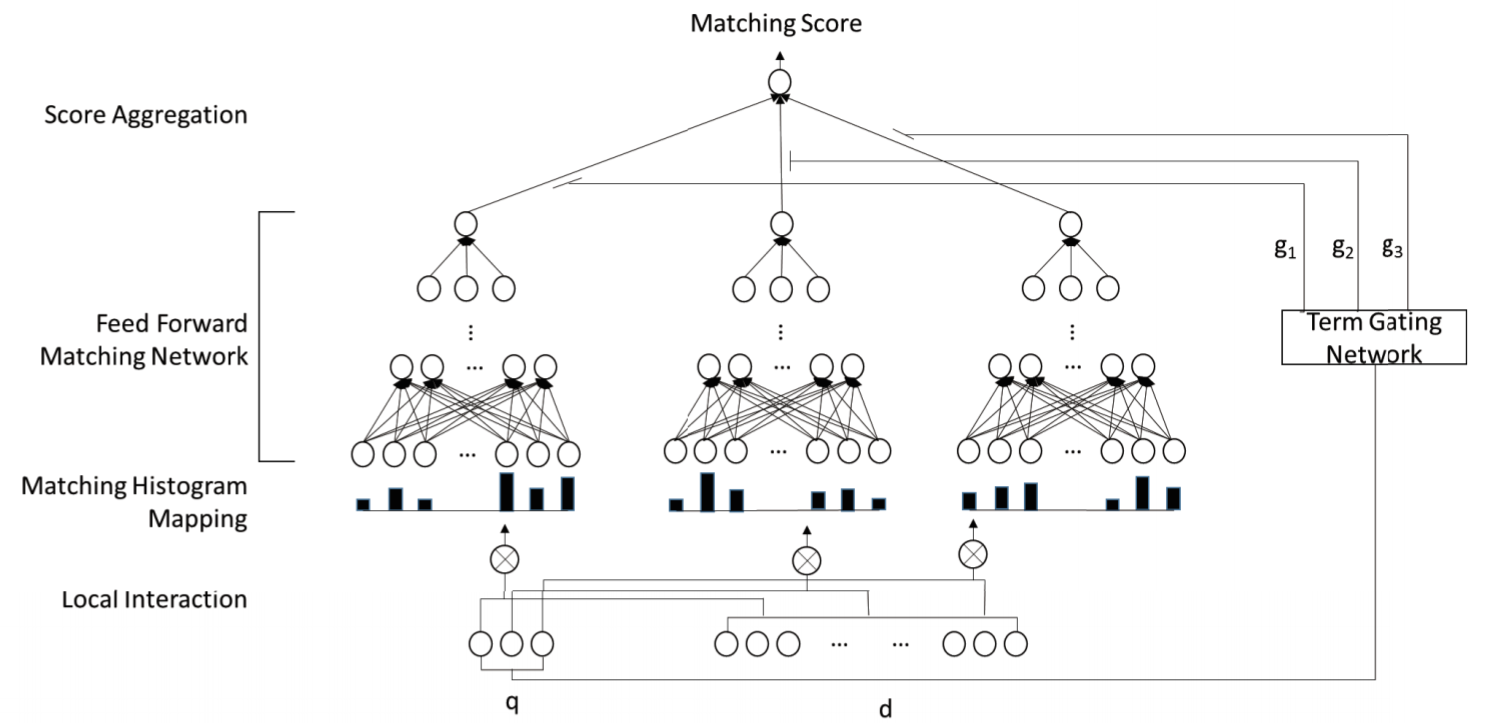 Matching Score
Score Aggregation
g₁ g₂ g₃
Feed Forward
Matching Network
...
...
...
Term Gating
Network
...
...
...
...
...
...
Matching Histogram
Mapping
Local Interaction
... ...
q
d